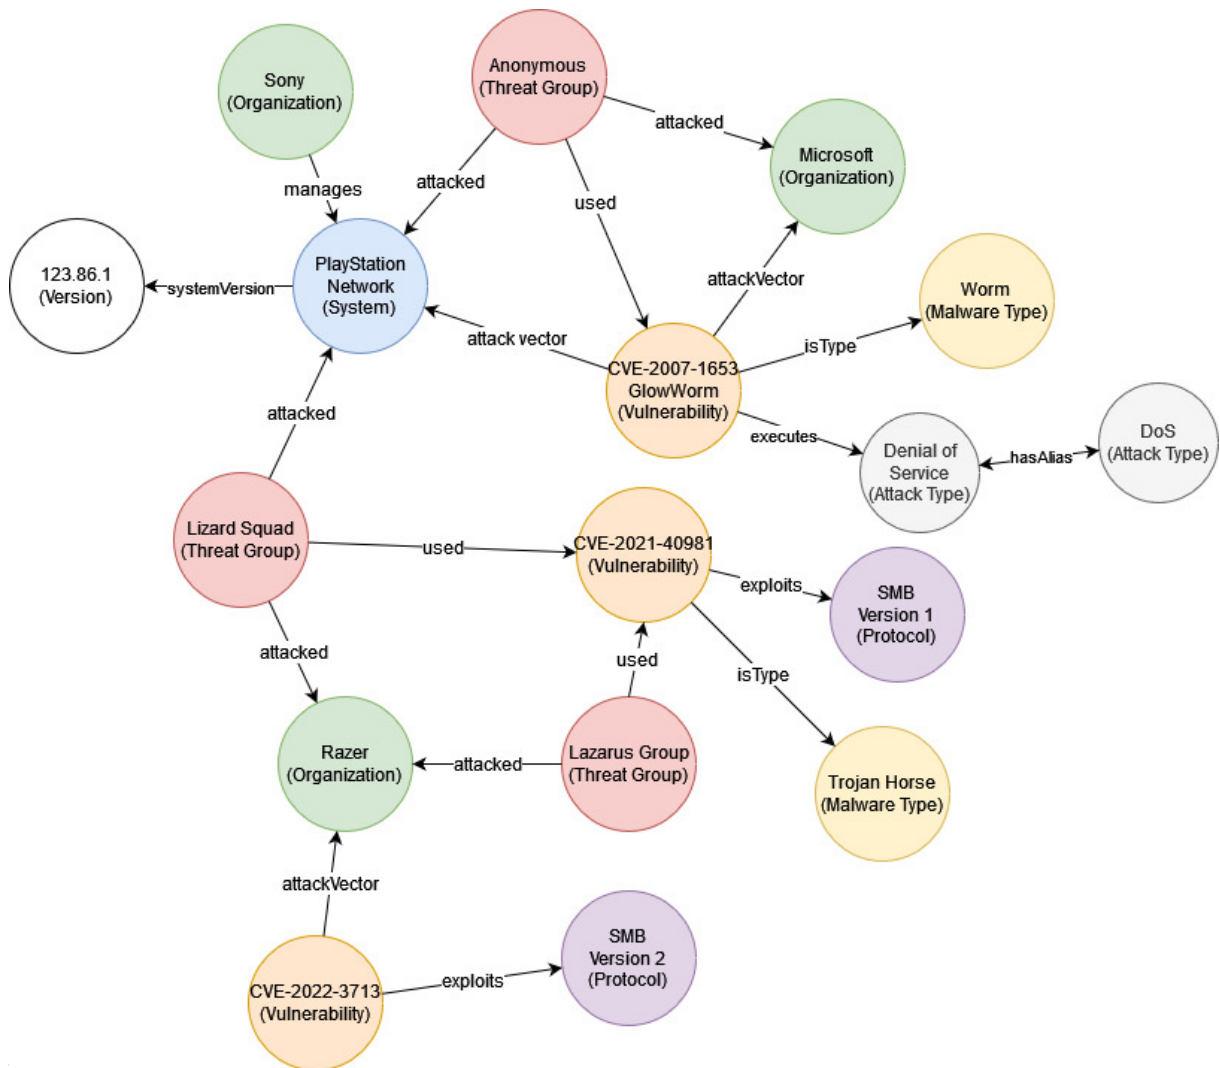 Sony
(Organization)
Anonymous
(Threat Group)
attacked
Microsoft
(Organization)
manages
attacked
used
123.86.1
(Version)
systemVersion
PlayStation
Network
(System)
attackVector
Worm
(Malware Type)
attack vector
isType
CVE-2007-1653
GlowWorm
(Vulnerability)
attacked
executes
Denial of
Service
(Attack Type)
hasAlias
DoS
(Attack Type)
Lizard Squad
(Threat Group)
used
CVE-2021-40981
(Vulnerability)
exploits
SMB
Version 1
(Protocol)
attacked
used
isType
Razer
(Organization)
attacked
Lazarus Group
(Threat Group)
Trojan Horse
(Malware Type)
attackVector
SMB
Version 2
(Protocol)
exploits
CVE-2022-3713
(Vulnerability)